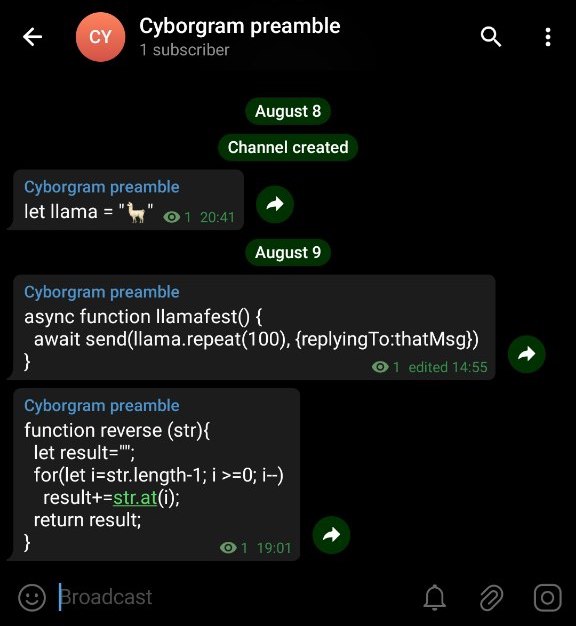 CY
Cyborgram preamble
1 subscriber
August 8
Channel created
Cyborgram preamble
let llama = "🦙"
1 20:41
August 9
Cyborgram preamble
async function llamafest() {
await send(llama.repeat(100), {replyingTo:thatMsg})
}
1 edited 14:55
Cyborgram preamble
function reverse (str){
let result="";
for(let i=str.length-1; i >=0; i--)
result+=str.at(i);
return result;
}
1 19:01
Broadcast